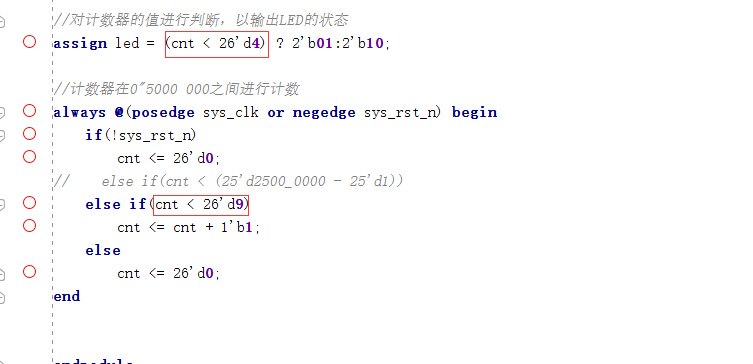 //对计数器的值进行判断，以输出LED的状态
assign led = (cnt < 26'd4) ? 2'b01:2'b10;
//计数器在0~5000 000之间进行计数
always @(posedge sys_clk or negedge sys_rst_n) begin
if(!sys_rst_n)
cnt <= 26'd0;
// else if(cnt < (25'd2500_0000 - 25'd1))
else if(cnt < 26'd9)
cnt <= cnt + 1'b1;
else
cnt <= 26'd0;
end